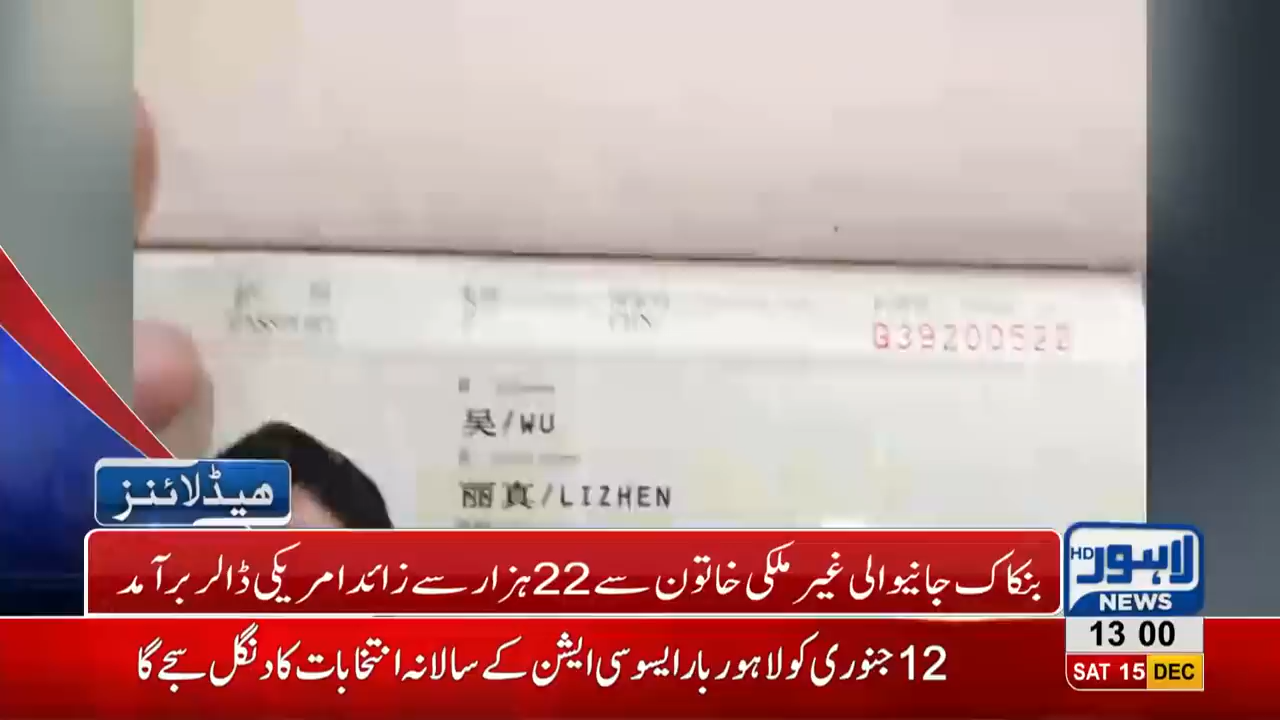 PASSPORT
G39200522
吴/WU
丽真/LIZHEN
ھیڈلائنز
بنکاک جانیوالی غیر ملکی خاتون سے 22 ہزار سے زائد امریکی ڈالر برآمد
HD لاہور
NEWS
12 جنوری کو لاہور بار ایسوسی ایشن کے سالانہ انتخابات کا دنگل سجے گا
13 00
SAT 15 DEC